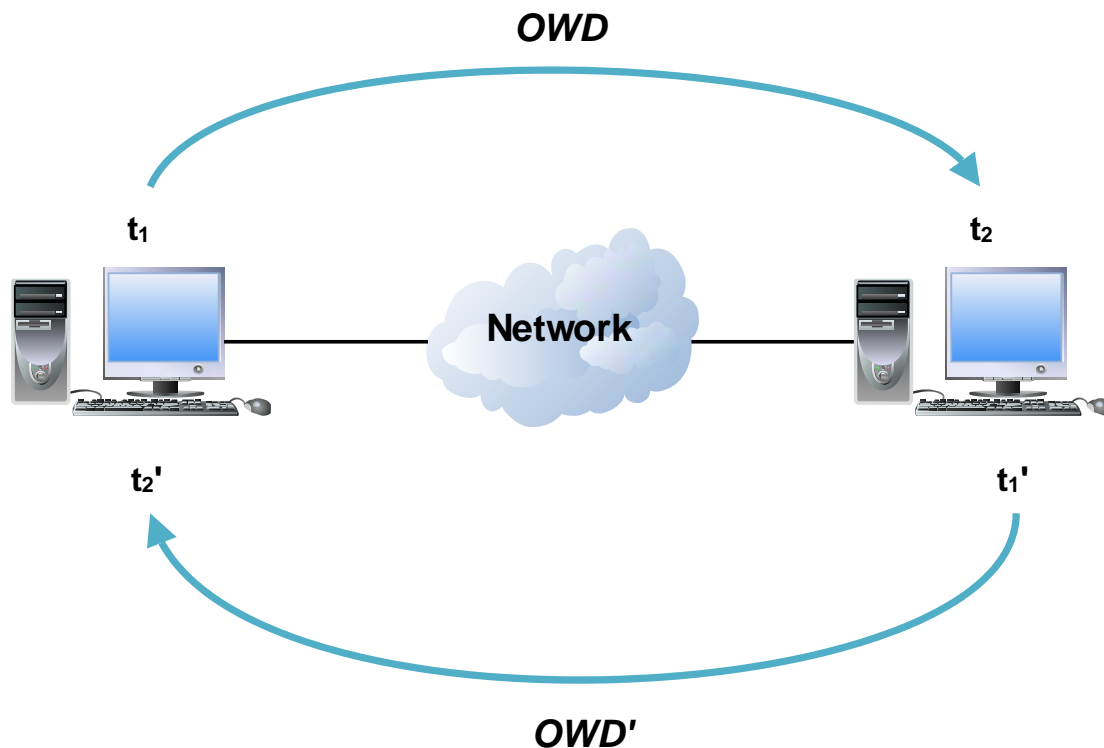 OWD
t₁
t₂
Network
t₂'
t₁'
OWD'